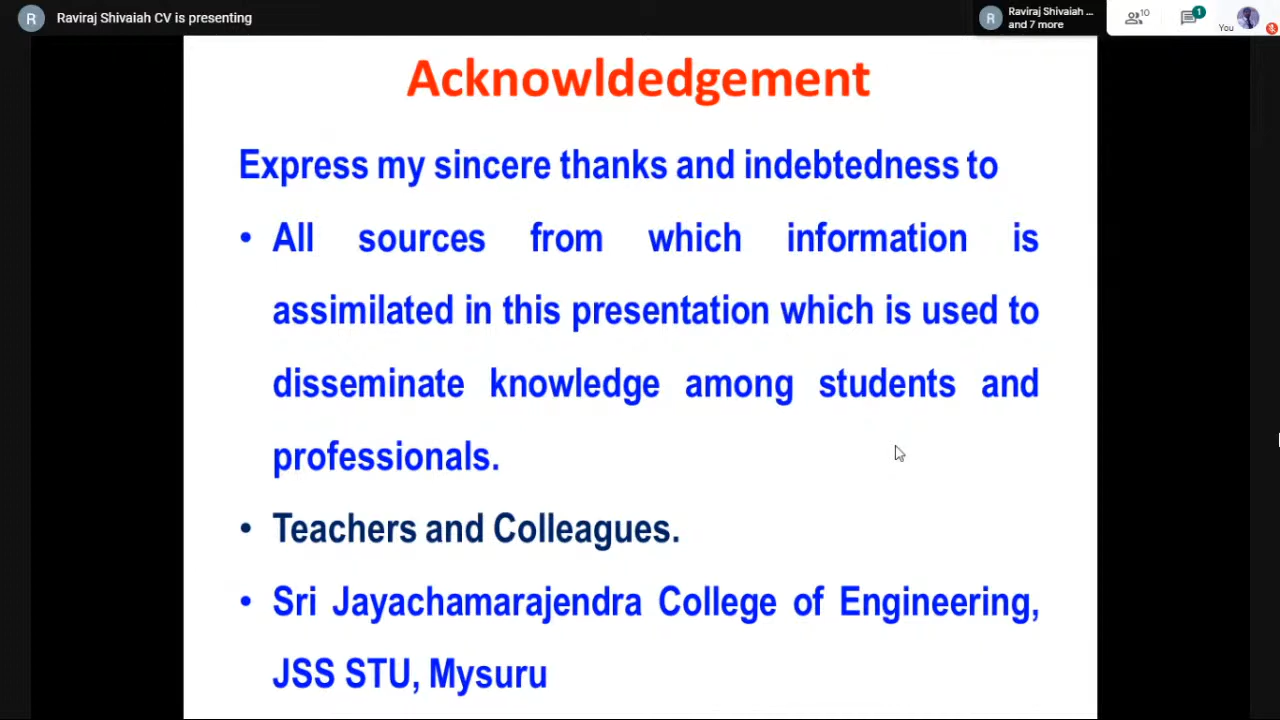 R Raviraj Shivaiah CV is presenting
R Raviraj Shivaiah ...
and 7 more
10
1
You
Acknowldedgement
Express my sincere thanks and indebtedness to
• All sources from which information is
assimilated in this presentation which is used to
disseminate knowledge among students and
professionals.
• Teachers and Colleagues.
• Sri Jayachamarajendra College of Engineering,
JSS STU, Mysuru